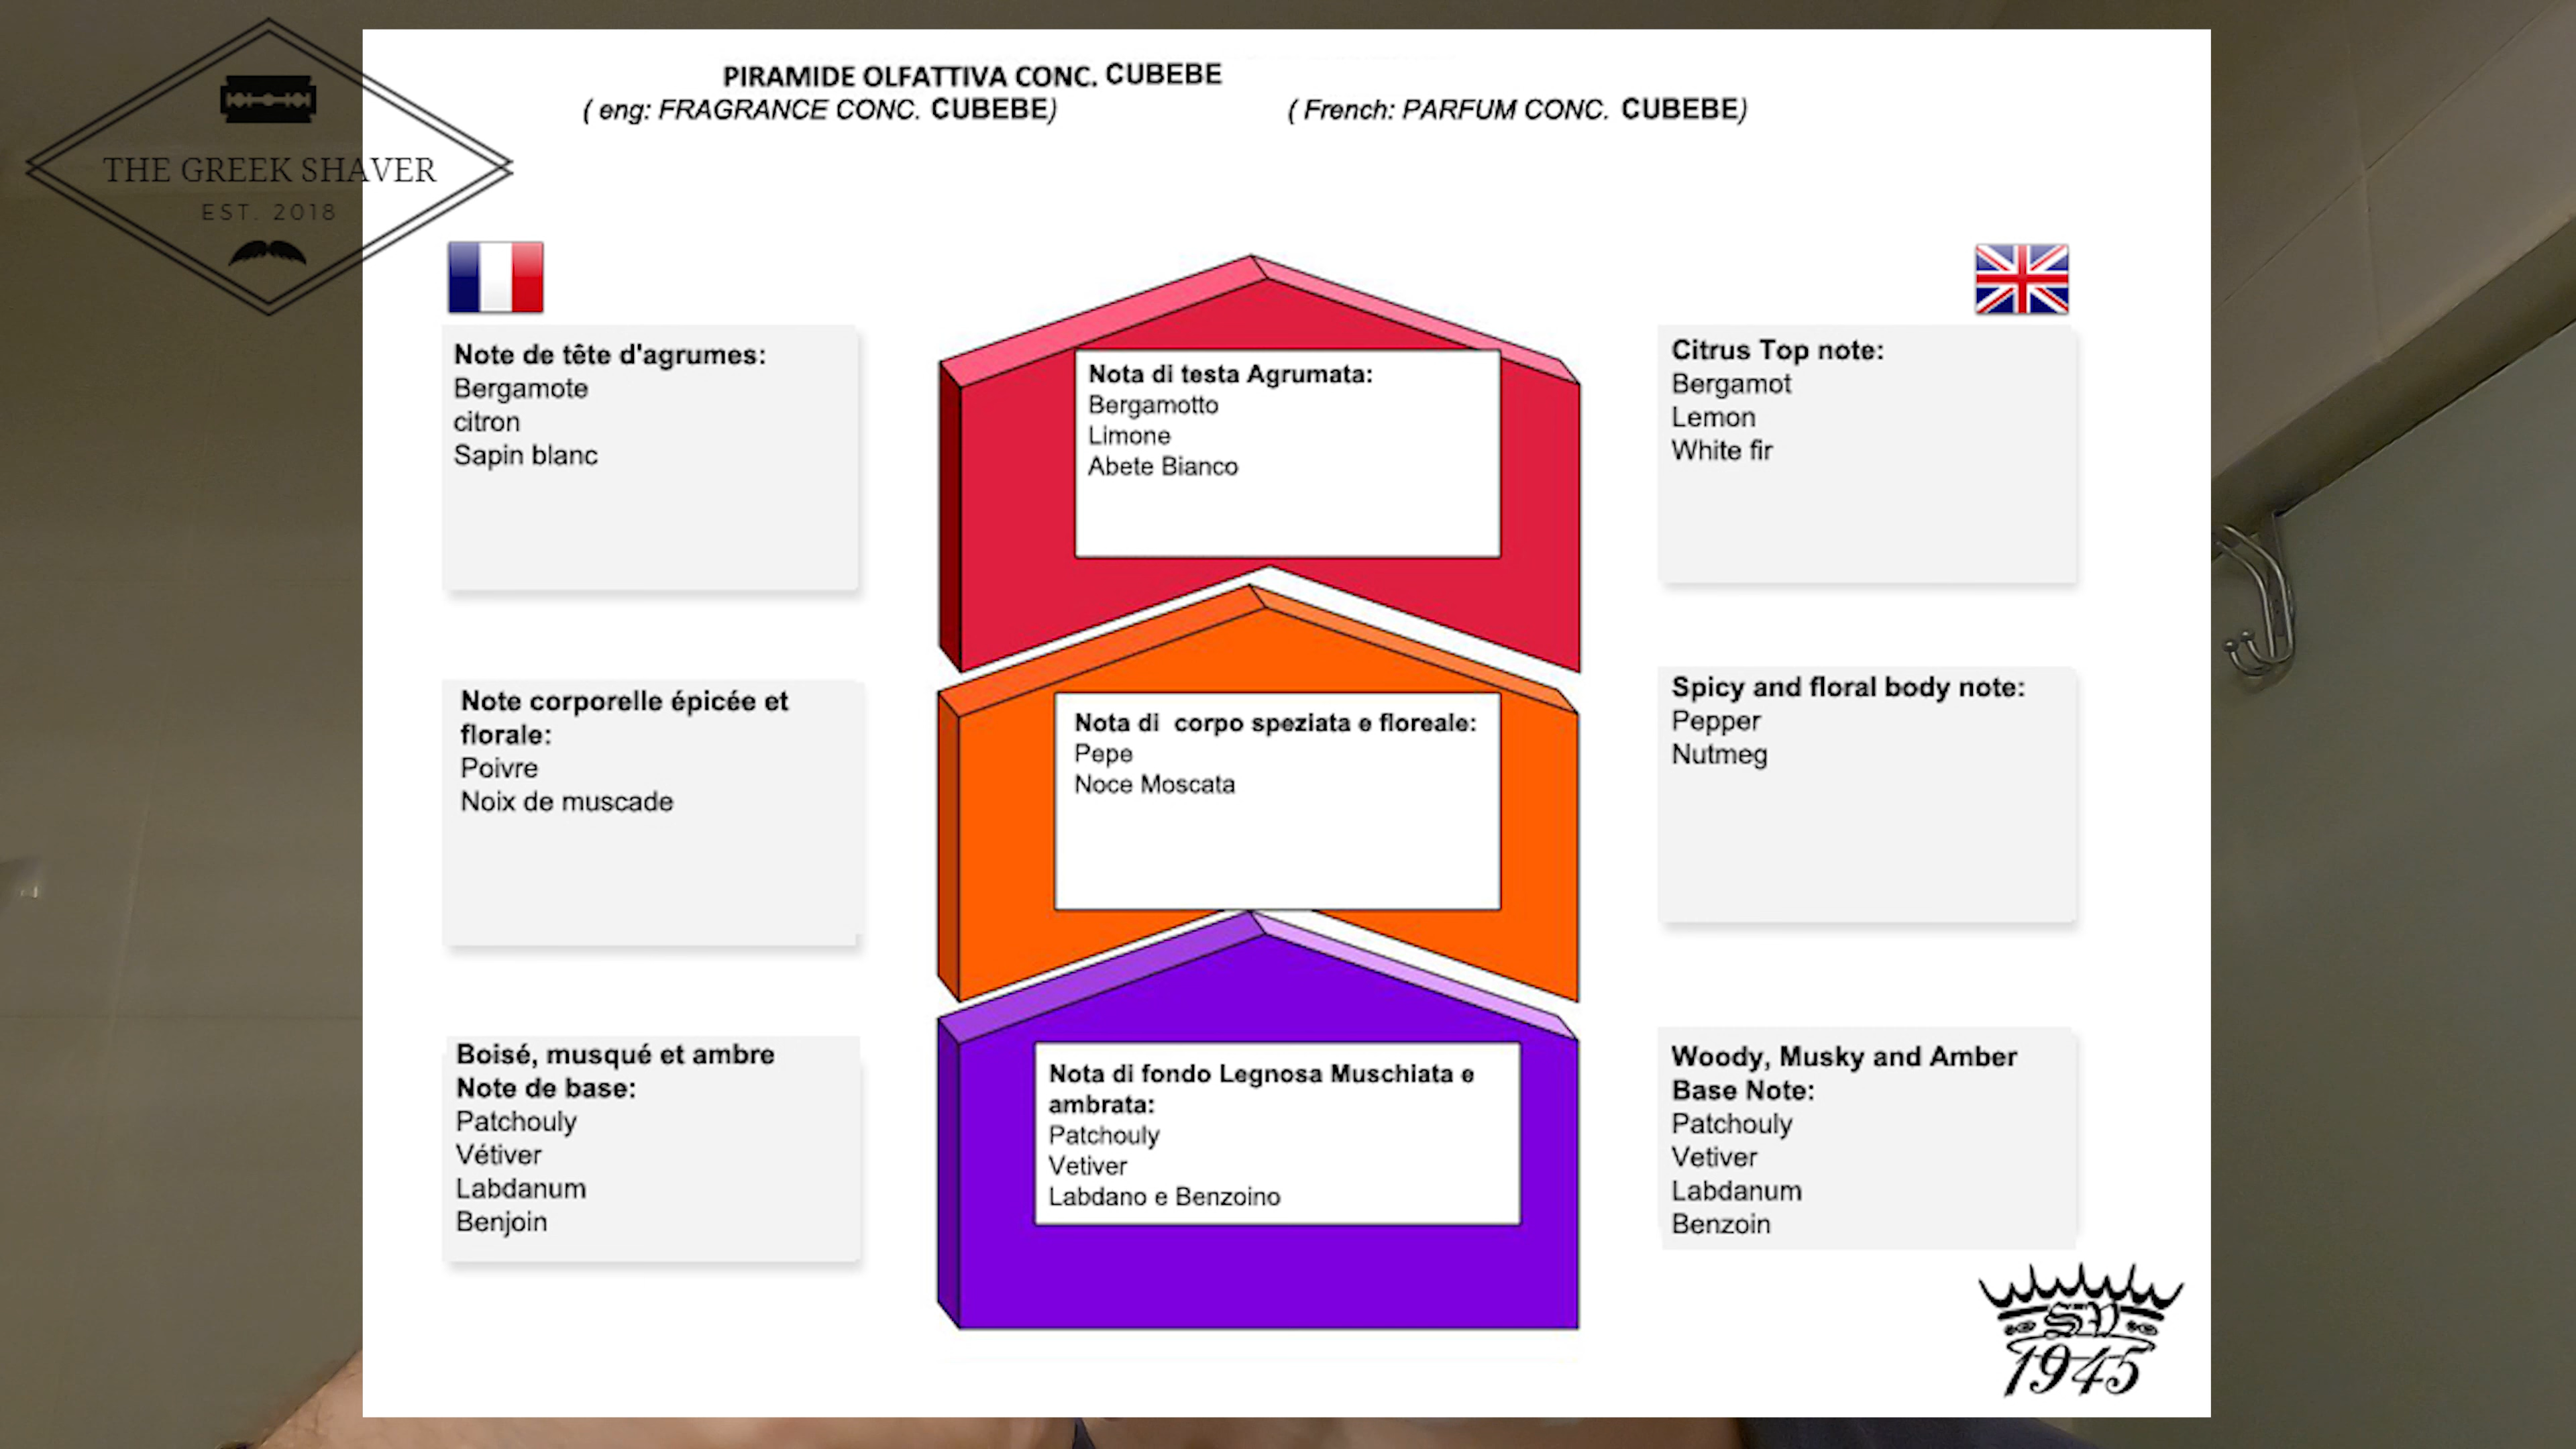 THE GREEK SHAVER
EST. 2018
PIRAMIDE OLFATTIVA CONC. CUBEBE
( eng: FRAGRANCE CONC. CUBEBE)
( French: PARFUM CONC. CUBEBE)
Note de tête d'agrumes:
Bergamote
citron
Sapin blanc
Nota di testa Agrumata:
Bergamotto
Limone
Abete Bianco
Citrus Top note:
Bergamot
Lemon
White fir
Note corporelle épicée et
florale:
Poivre
Noix de muscade
Nota di corpo speziata e floreale:
Pepe
Noce Moscata
Spicy and floral body note:
Pepper
Nutmeg
Boisé, musqué et ambre
Note de base:
Patchouly
Vétiver
Labdanum
Benjoin
Nota di fondo Legnosa Muschiata e
ambrata:
Patchouly
Vetiver
Labdano e Benzoino
Woody, Musky and Amber
Base Note:
Patchouly
Vetiver
Labdanum
Benzoin
SV
1945